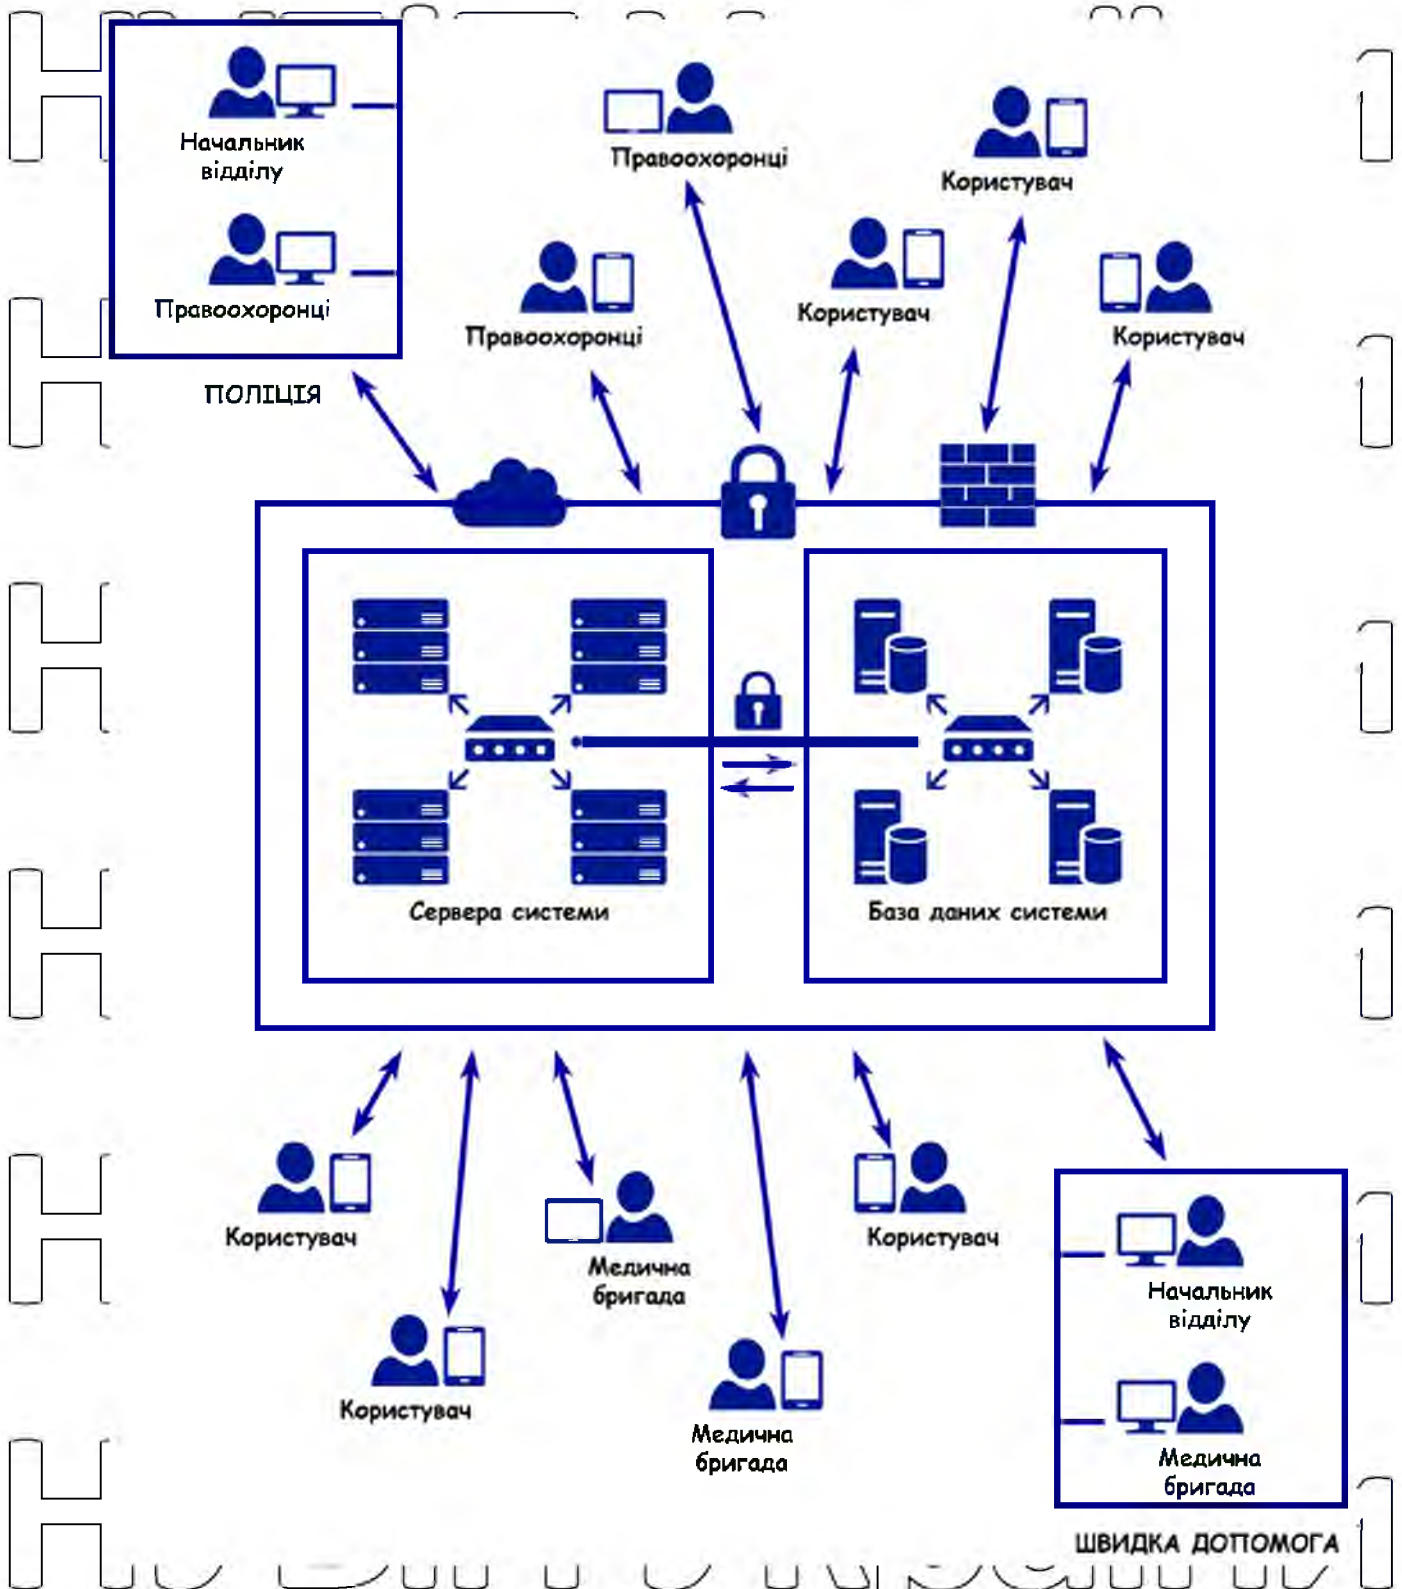 Начальник
відділу
Правоохоронці
ПОЛІЦІЯ
Правоохоронці
Правоохоронці
Користувач
Користувач
Користувач
Сервера системи
База даних системи
Користувач
Користувач
Медична
бригада
Медична
бригада
Користувач
Начальник
відділу
Медична
бригада
ШВИДКА ДОПОМОГА